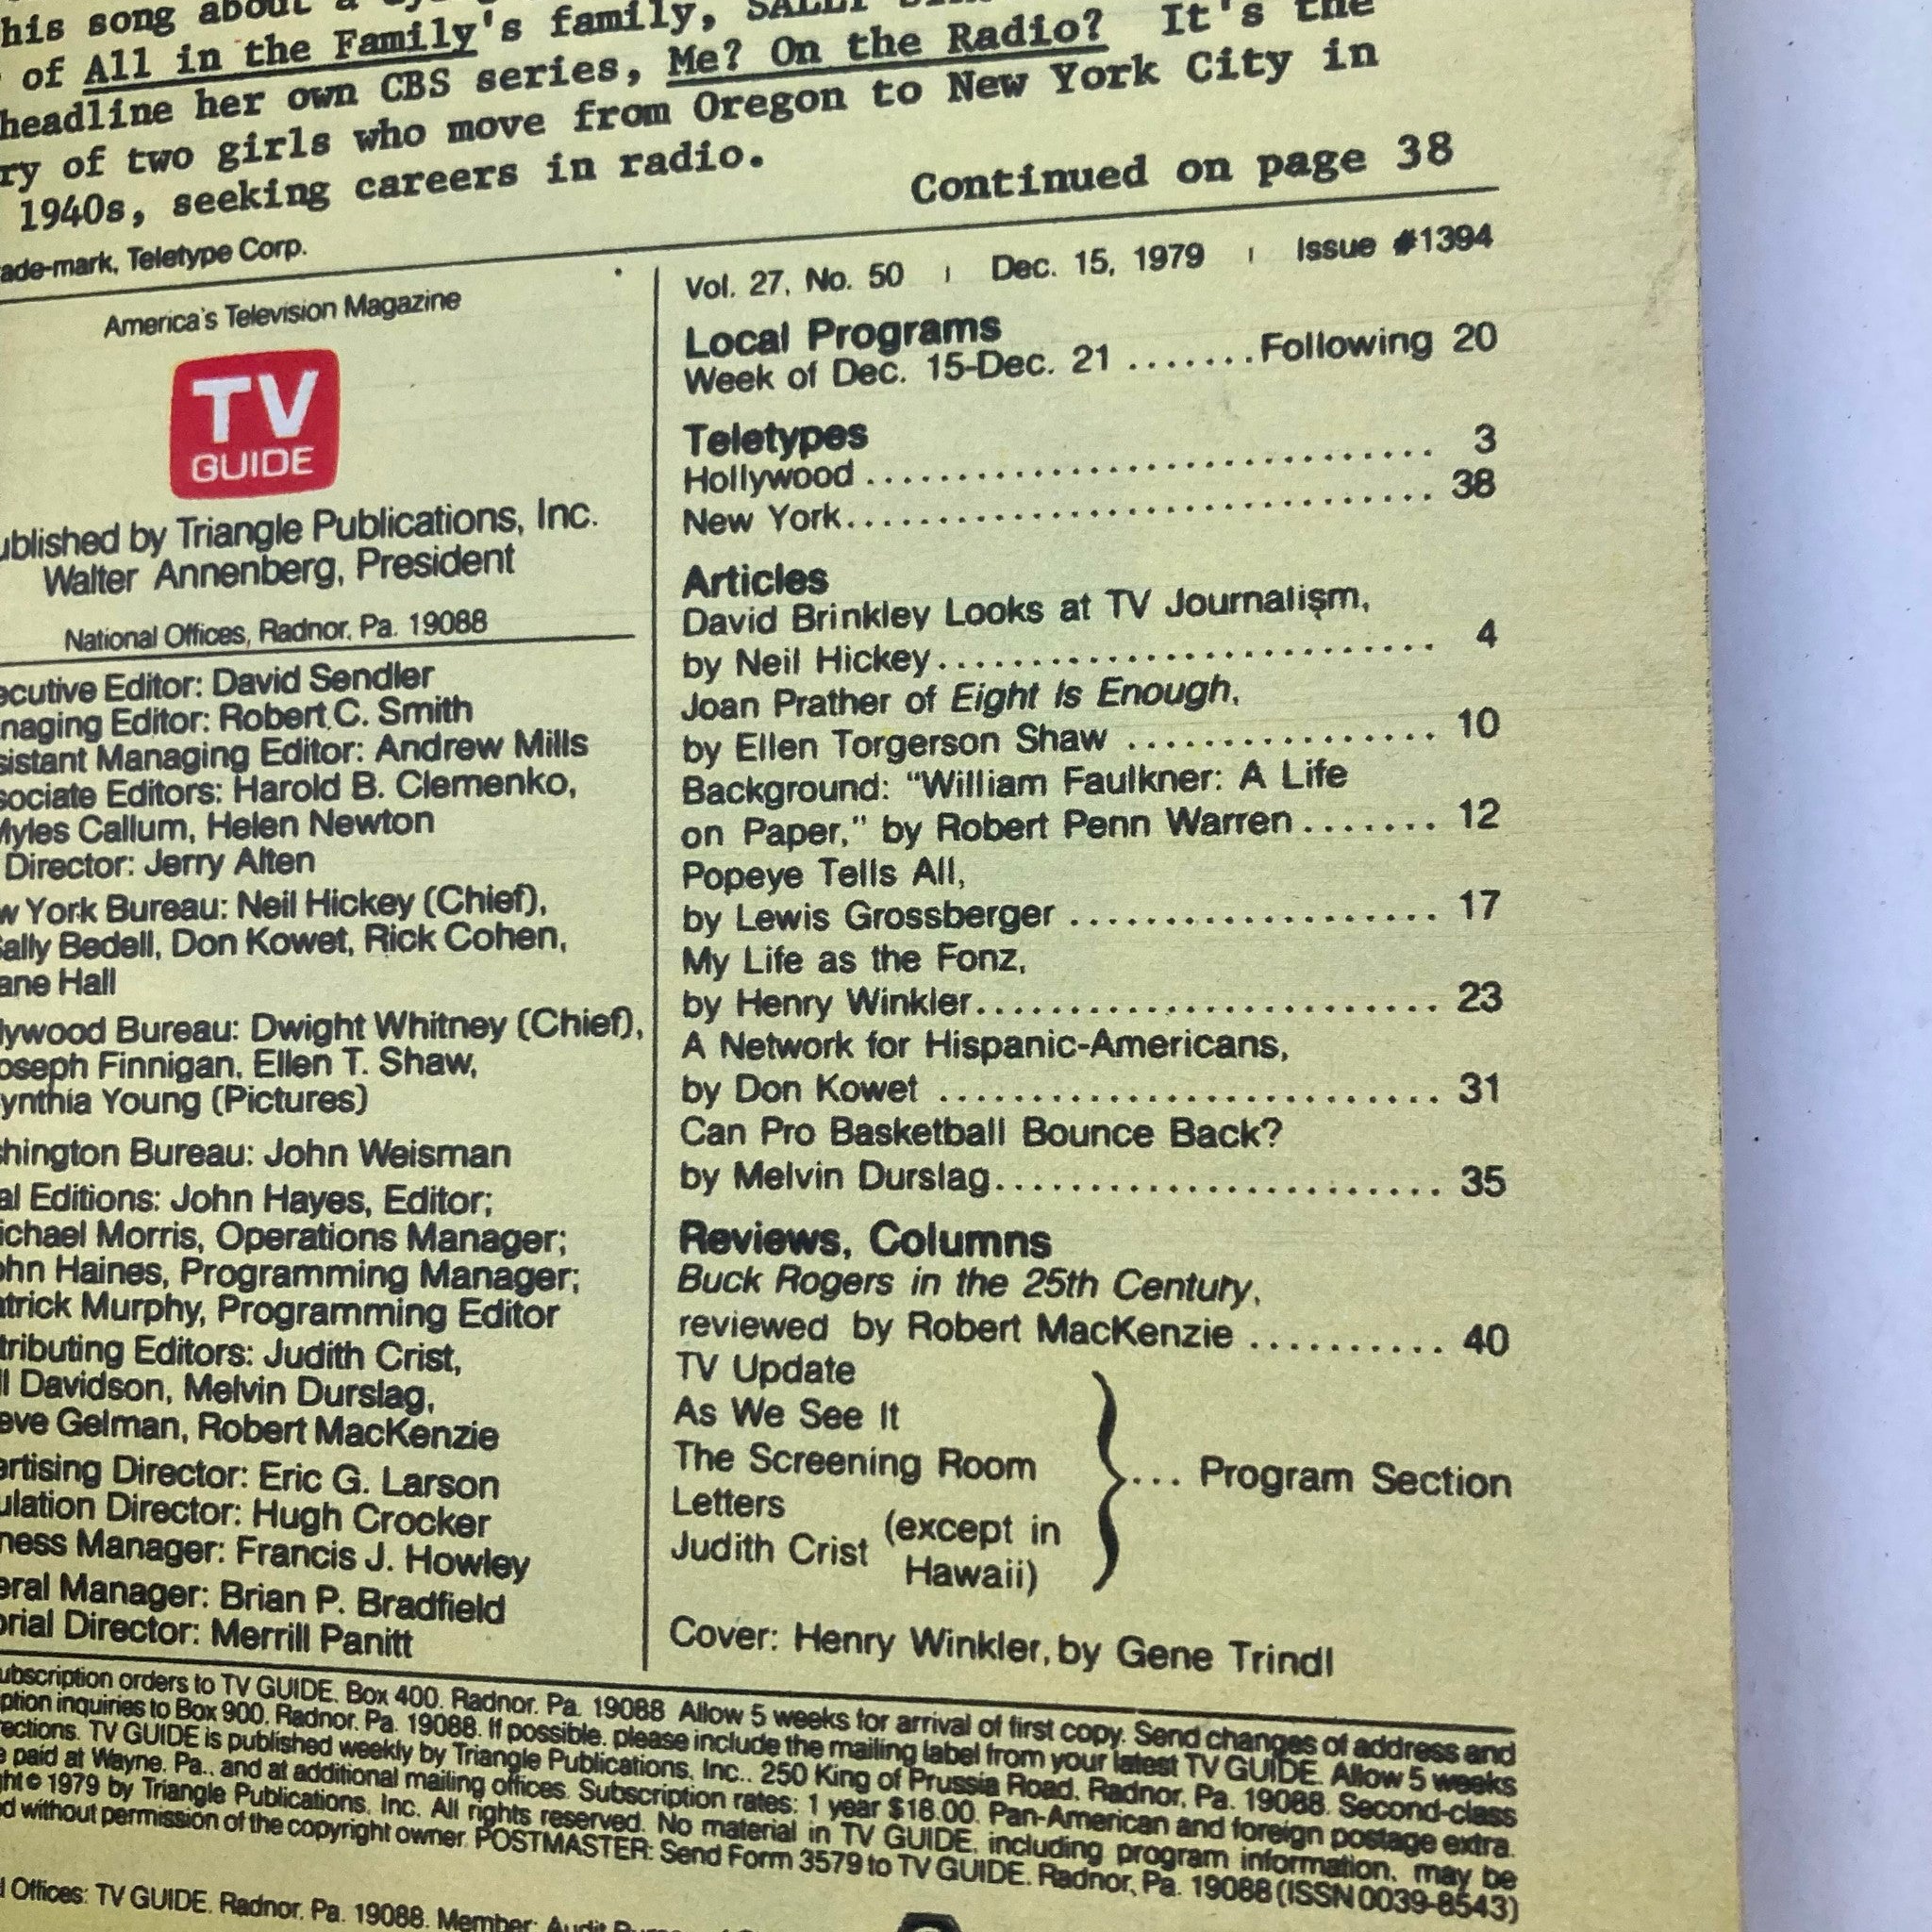 his song about a
of All in the Family's family, SALLY
headline her own CBS series, Me? On the Radio? It's the
ry of two girls who move from Oregon to New York City in
1940s, seeking careers in radio.
Continued on page 38
ade-mark, Teletype Corp.
America's Television Magazine
TV
GUIDE
ublished by Triangle Publications, Inc.
Walter Annenberg, President
National Offices, Radnor, Pa. 19088
ecutive Editor: David Sendler
naging Editor: Robert C. Smith
sistant Managing Editor: Andrew Mills
sociate Editors: Harold B. Clemenko,
Myles Callum, Helen Newton
Director: Jerry Alten
w York Bureau: Neil Hickey (Chief),
Sally Bedell, Don Kowet, Rick Cohen,
ane Hall
lywood Bureau: Dwight Whitney (Chief),
oseph Finnigan, Ellen T. Shaw,
ynthia Young (Pictures)
hington Bureau: John Weisman
al Editions: John Hayes, Editor;
ichael Morris, Operations Manager;
ohn Haines, Programming Manager;
atrick Murphy, Programming Editor
tributing Editors: Judith Crist,
ll Davidson, Melvin Durslag,
eve Gelman, Robert MacKenzie
ertising Director: Eric G. Larson
ulation Director: Hugh Crocker
ness Manager: Francis J. Howley
eral Manager: Brian P. Bradfield
orial Director: Merrill Panitt
Vol. 27, No. 50 | Dec. 15, 1979 | Issue #1394
Local Programs
Week of Dec. 15-Dec. 21 .......Following 20
Teletypes
Hollywood .............................. 3
New York............................... 38
Articles
David Brinkley Looks at TV Journalism,
by Neil Hickey.......................... 4
Joan Prather of Eight Is Enough,
by Ellen Torgerson Shaw ................ 10
Background: "William Faulkner: A Life
on Paper," by Robert Penn Warren....... 12
Popeye Tells All,
by Lewis Grossberger ................... 17
My Life as the Fonz,
by Henry Winkler........................ 23
A Network for Hispanic-Americans,
by Don Kowet .......................... 31
Can Pro Basketball Bounce Back?
by Melvin Durslag....................... 35
Reviews, Columns
Buck Rogers in the 25th Century,
reviewed by Robert MacKenzie .......... 40
TV Update
As We See It
The Screening Room
... Program Section
Letters
Judith Crist (except in
Hawaii)
Cover: Henry Winkler, by Gene Trindl
ubscription orders to TV GUIDE, Box 400, Radnor, Pa. 19088 Allow 5 weeks for arrival of first copy. Send changes of address and
ption inquiries to Box 900, Radnor, Pa. 19088. If possible, please include the mailing label from your latest TV GUIDE. Allow 5 weeks
rections. TV GUIDE is published weekly by Triangle Publications, Inc., 250 King of Prussia Road, Radnor, Pa. 19088. Second-class
e paid at Wayne, Pa., and at additional mailing offices. Subscription rates: 1 year $18.00. Pan-American and foreign postage extra.
ght © 1979 by Triangle Publications, Inc. All rights reserved. No material in TV GUIDE, including program information, may be
d without permission of the copyright owner. POSTMASTER: Send Form 3579 to TV GUIDE, Radnor, Pa. 19088 (ISSN 0039-8543)
l Offices: TV GUIDE, Radnor, Pa. 19088. Member: Audit